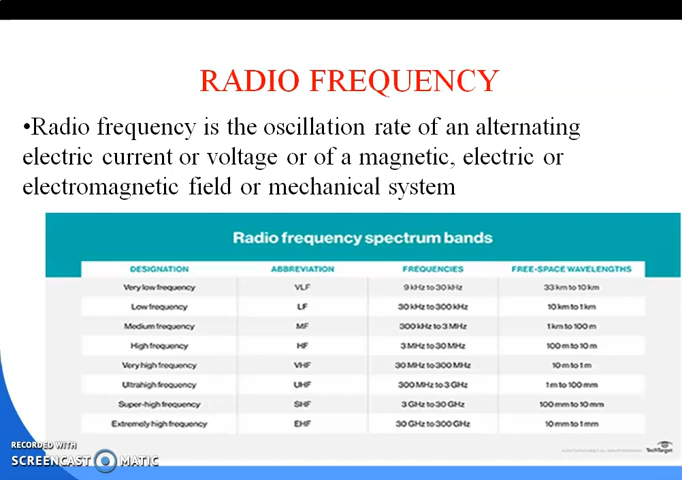 RADIO FREQUENCY
•Radio frequency is the oscillation rate of an alternating
electric current or voltage or of a magnetic, electric or
electromagnetic field or mechanical system
Radio frequency spectrum bands
DESIGNATION ABBREVIATION FREQUENCIES FREE-SPACE WAVELENGTHS
Very low frequency VLF 9 kHz to 30 kHz 33 km to 10 km
Low frequency LF 30 kHz to 300 kHz 10 km to 1 km
Medium frequency MF 300 kHz to 3 MHz 1 km to 100 m
High frequency HF 3 MHz to 30 MHz 100 m to 10 m
Very high frequency VHF 30 MHz to 300 MHz 10 m to 1 m
Ultrahigh frequency UHF 300 MHz to 3 GHz 1 m to 100 mm
Super-high frequency SHF 3 GHz to 30 GHz 100 mm to 10 mm
Extremely high frequency EHF 30 GHz to 300 GHz 10 mm to 1 mm
TechTarget
RECORDED WITH
SCREENCAST MATIC